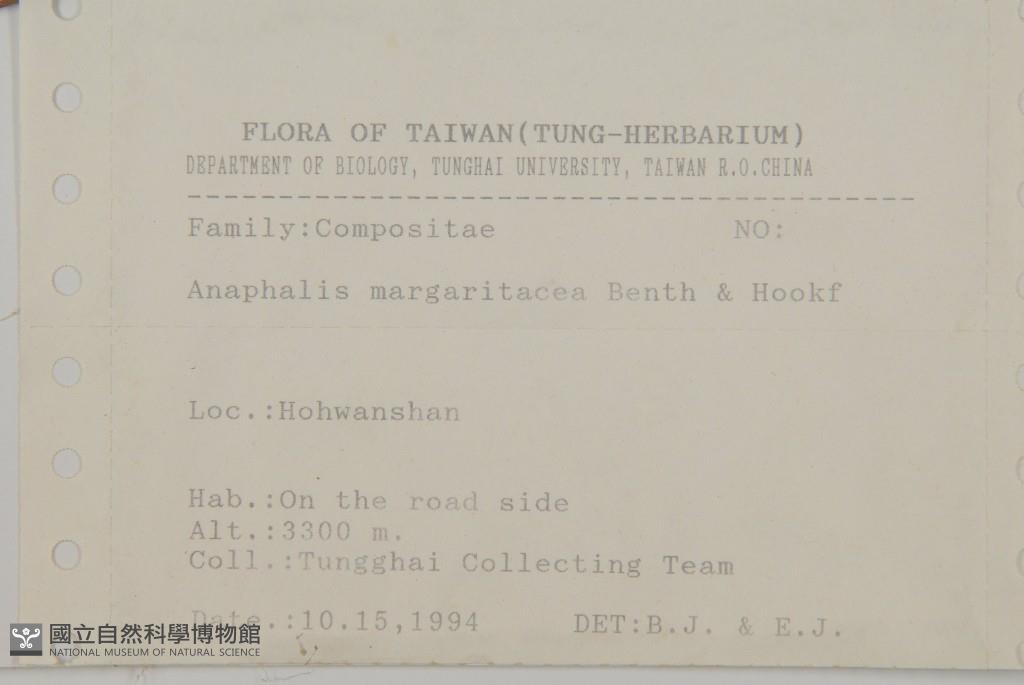 FLORA OF TAIWAN(TUNG-HERBARIUM)
DEPARTMENT OF BIOLOGY, TUNGHAI UNIVERSITY, TAIWAN R.O.CHINA
----------------------------------------
Family:Compositae NO:
Anaphalis margaritacea Benth & Hookf
Loc.:Hohwanshan
Hab.:On the road side
Alt.:3300 m.
Coll.:Tungghai Collecting Team
Date.:10.15,1994 DET:B.J. & E.J.
國立自然科學博物館
NATIONAL MUSEUM OF NATURAL SCIENCE